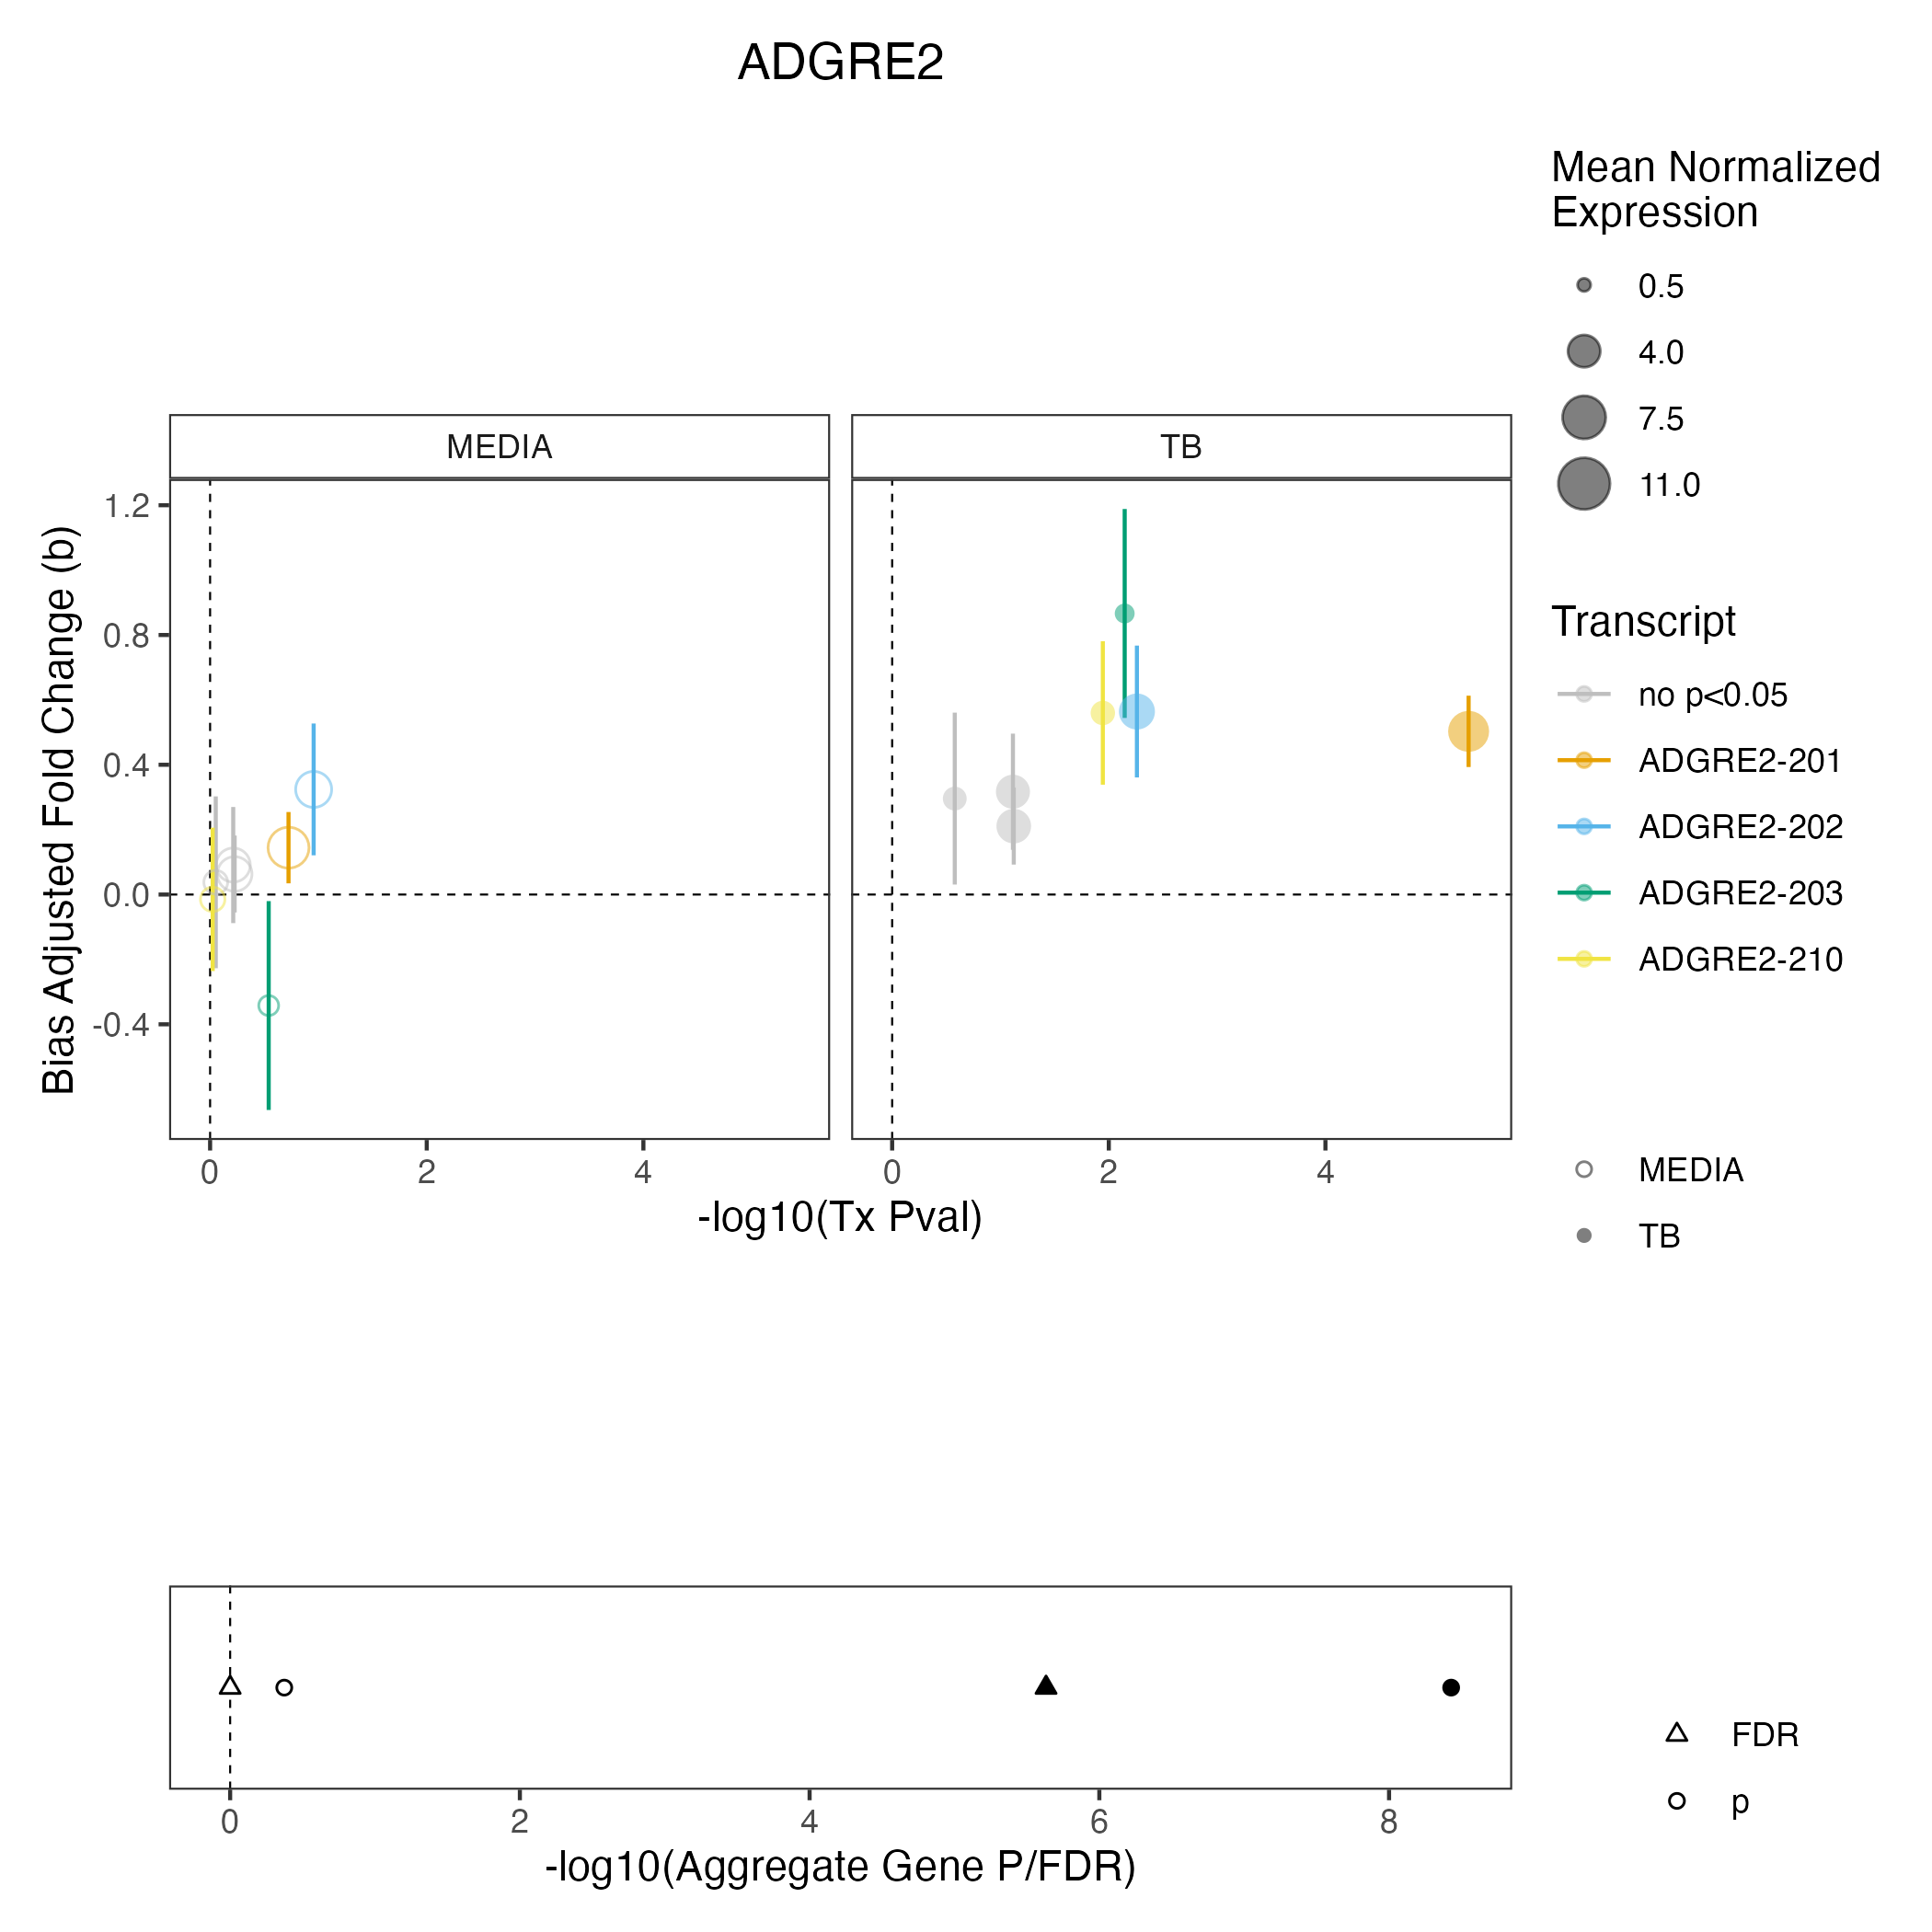 ADGRE2
MEDIA
TB
1.2
0.8
0.4
0.0
-0.4
Bias Adjusted Fold Change (b)
0
2
4
0
2
4
-log10(Tx Pval)
Mean Normalized
Expression
0.5
4.0
7.5
11.0
Transcript
no p<0.05
ADGRE2-201
ADGRE2-202
ADGRE2-203
ADGRE2-210
MEDIA
TB
0
2
4
6
8
-log10(Aggregate Gene P/FDR)
FDR
p